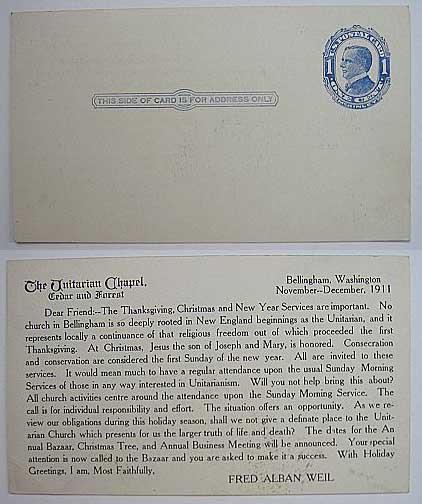 U.S. POSTAL CARD
1 1
ONE CENT
THIS SIDE OF CARD IS FOR ADDRESS ONLY
The Unitarian Chapel,
Cedar and Forest
Bellingham, Washington
November--December, 1911
Dear Friend:--The Thanksgiving, Christmas and New Year Services are important. No
church in Bellingham is so deeply rooted in New England beginnings as the Unitarian, and it
represents locally a continuance of that religious freedom out of which proceeded the first
Thanksgiving. At Christmas, Jesus the son of Joseph and Mary, is honored. Consecration
and conservation are considered the first Sunday of the new year. All are invited to these
services. It would mean much to have a regular attendance upon the usual Sunday Morning
Services of those in any way interested in Unitarianism. Will you not help bring this about?
All church activities centre around the attendance upon the Sunday Morning Service. The
call is for individual responsibility and effort. The situation offers an opportunity. As we re-
view our obligations during this holiday season, shall we not give a definate place to the Unit-
arian Church which presents for us the larger truth of life and death? The dates for the An
nual Bazaar, Christmas Tree, and Annual Business Meeting will be announced. Your special
attention is now called to the Bazaar and you are asked to make it a success. With Holiday
Greetings, I am, Most Faithfully,
FRED ALBAN WEIL